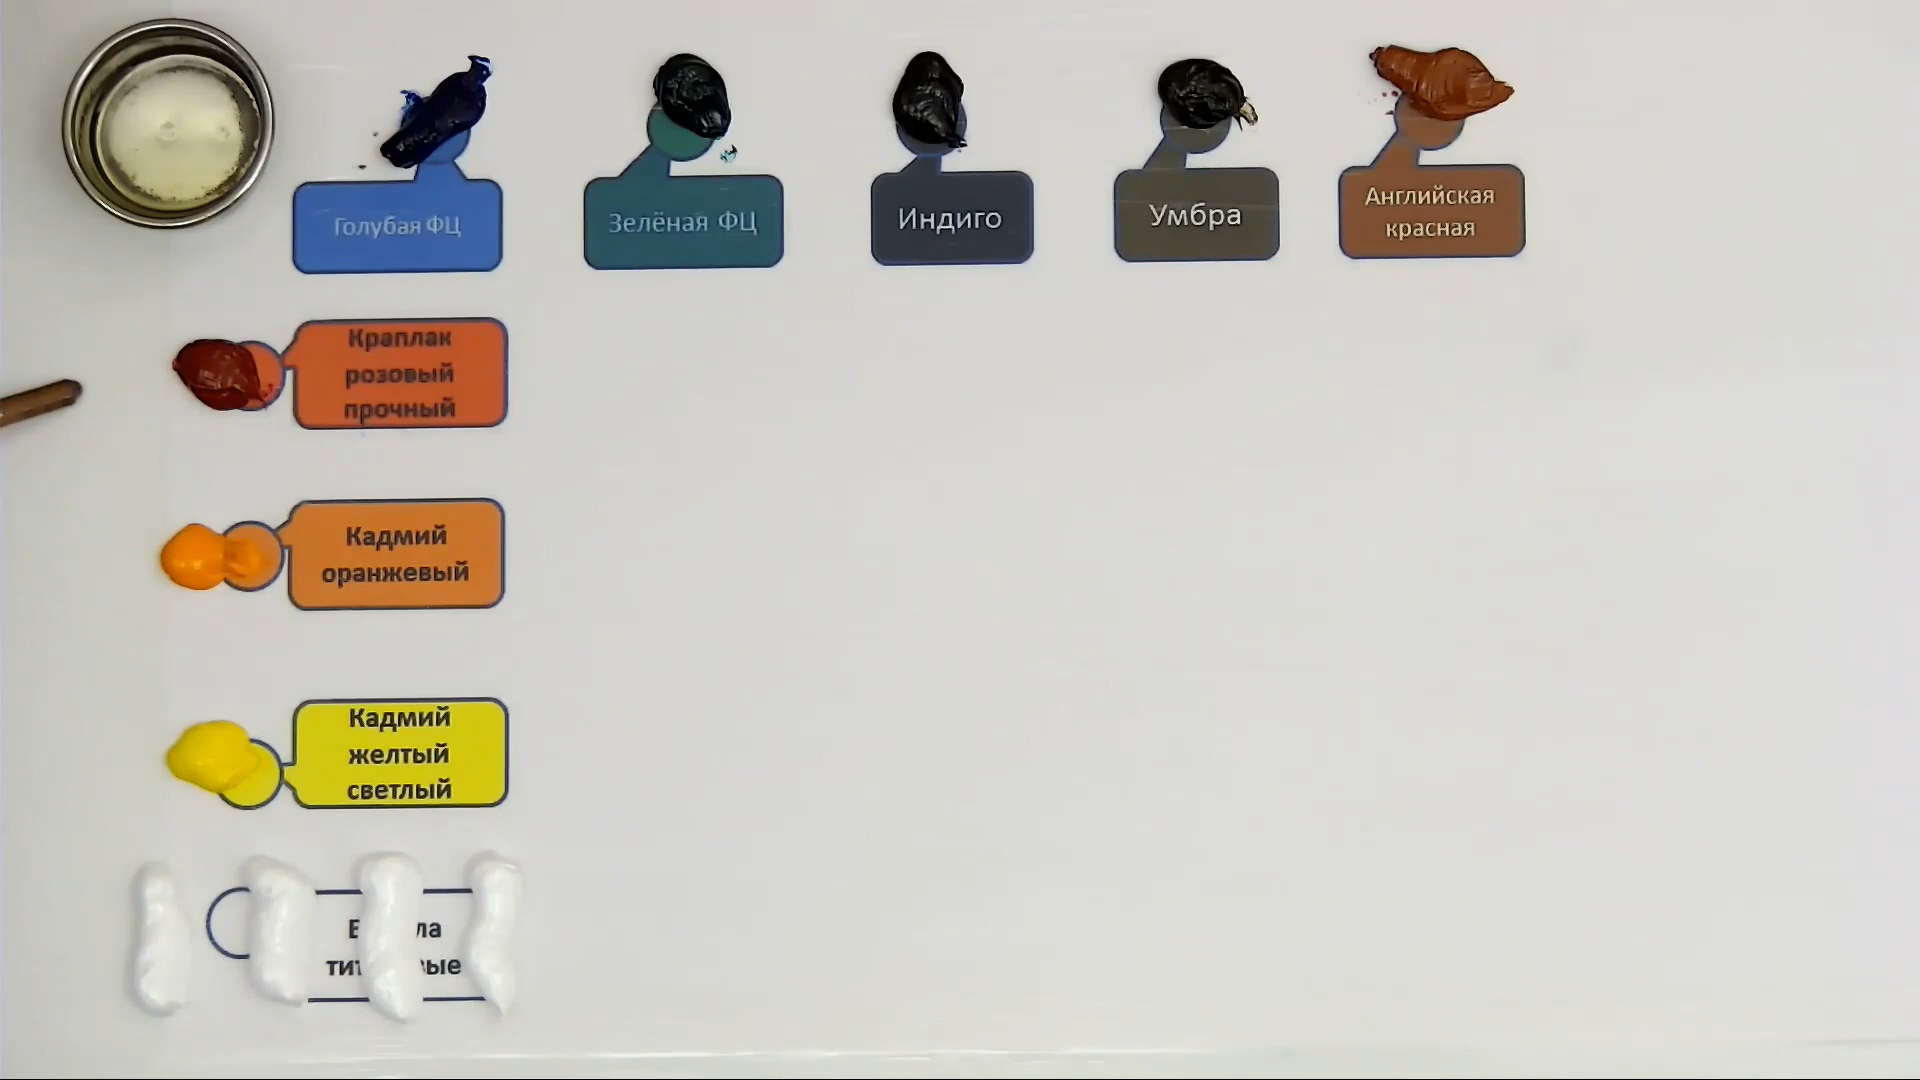 Голубая ФЦ
Зелёная ФЦ
Индиго
Умбра
Английская
красная
Краплак
розовый
прочный
Кадмий
оранжевый
Кадмий
желтый
светлый